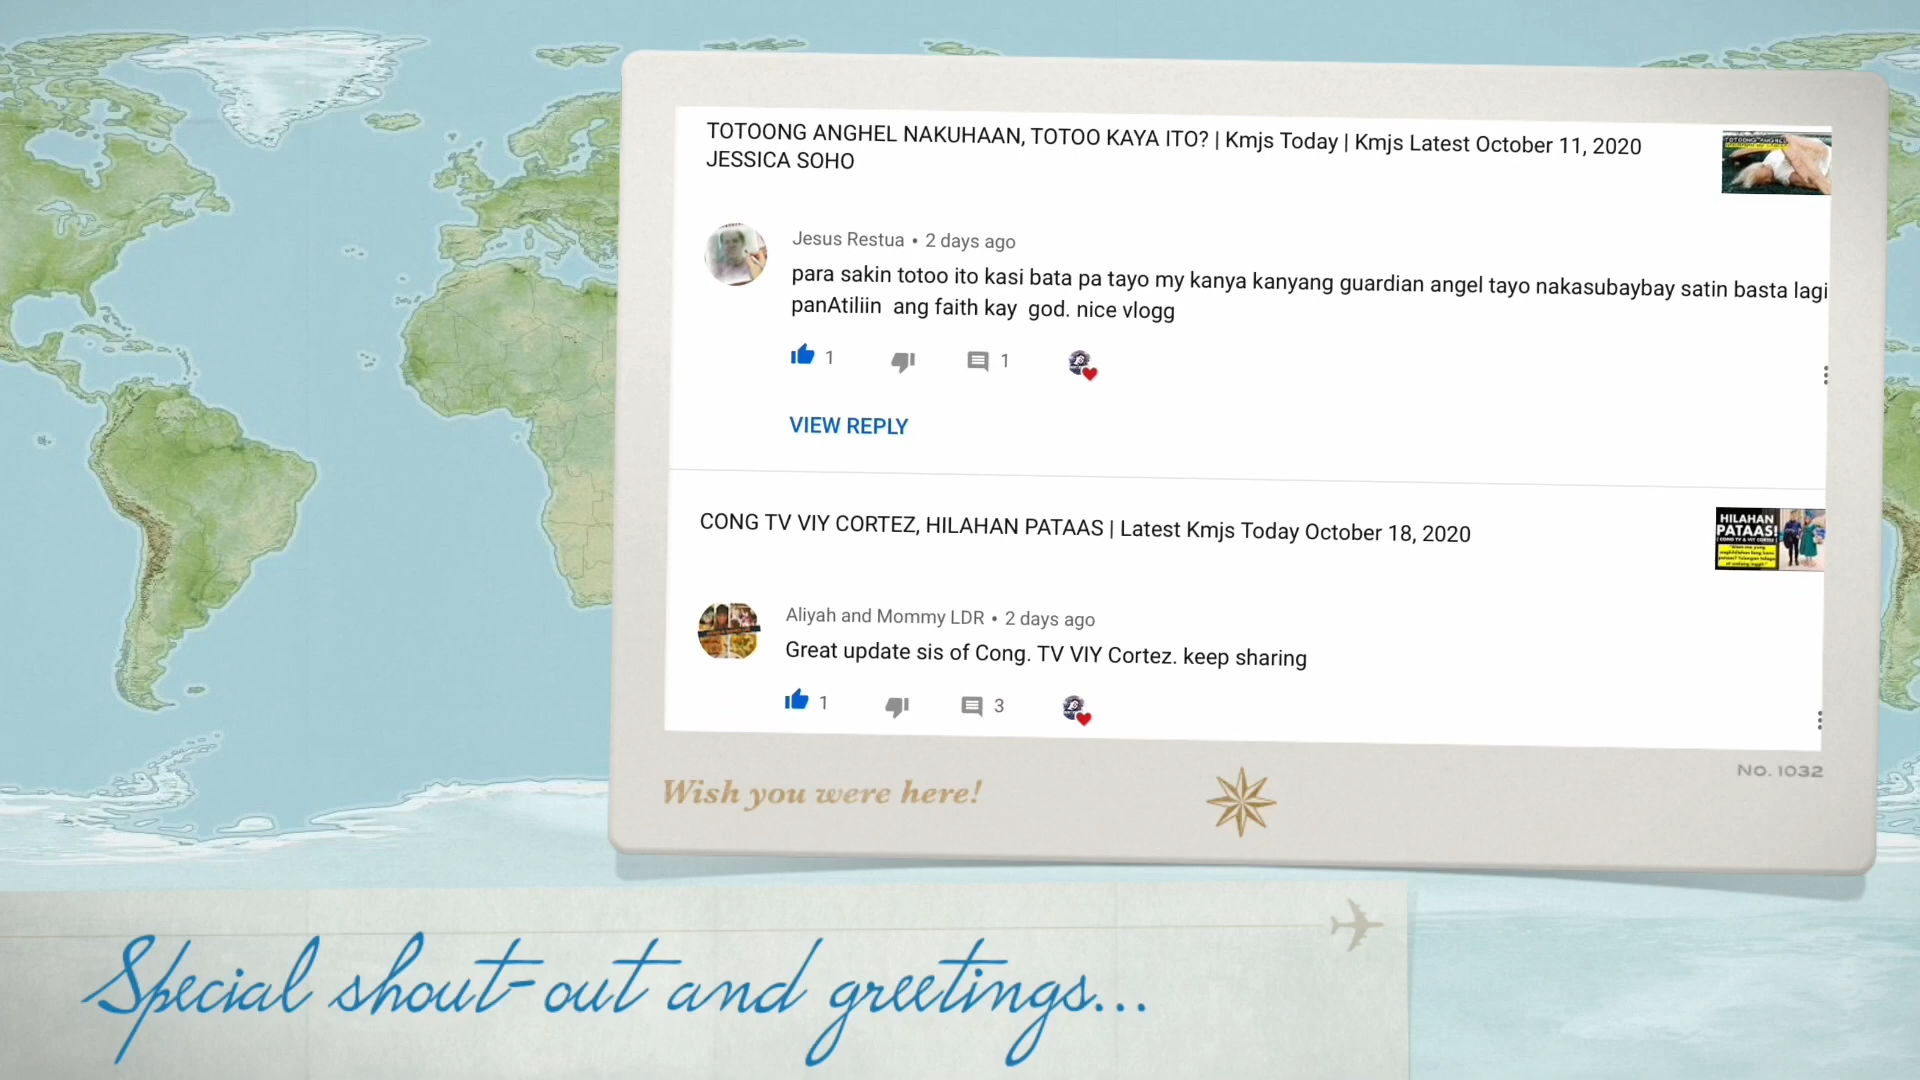 TOTOONG ANGHEL NAKUHAAN, TOTOO KAYA ITO? | Kmjs Today | Kmjs Latest October 11, 2020
JESSICA SOHO
Jesus Restua • 2 days ago
para sakin totoo ito kasi bata pa tayo my kanya kanyang guardian angel tayo nakasubaybay satin basta lagi
panAtiliin ang faith kay god. nice vlogg
1
1
VIEW REPLY
CONG TV VIY CORTEZ, HILAHAN PATAAS | Latest Kmjs Today October 18, 2020
HILAHAN
PATAAS!
Aliyah and Mommy LDR • 2 days ago
Great update sis of Cong. TV VIY Cortez. keep sharing
1
3
Wish you were here!
NO. 1032
Special shout-out and greetings...